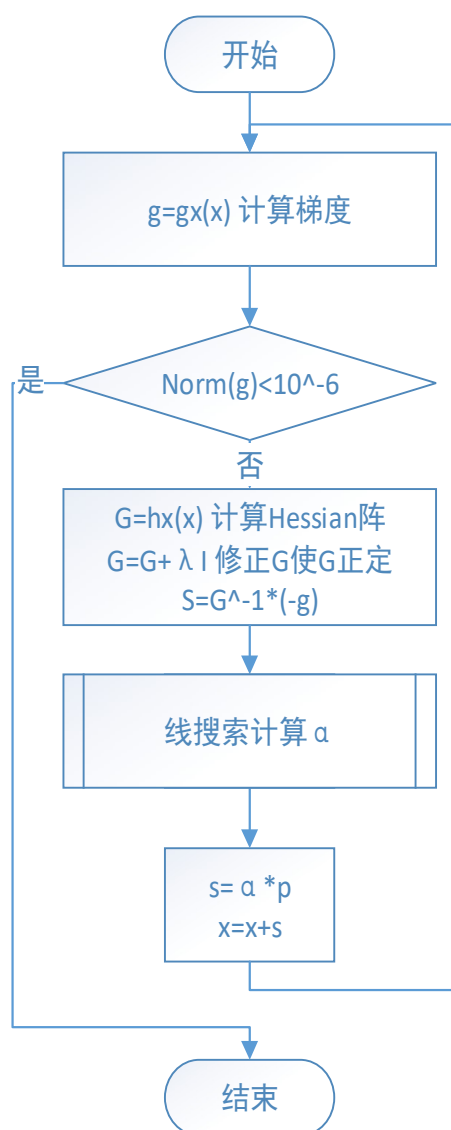 开始
g=gx(x) 计算梯度
Norm(g)<10^-6
是
否
G=hx(x) 计算Hessian阵
G=G+ λ I 修正G使G正定
S=G^-1*(-g)
线搜索计算 α
s= α *p
x=x+s
结束